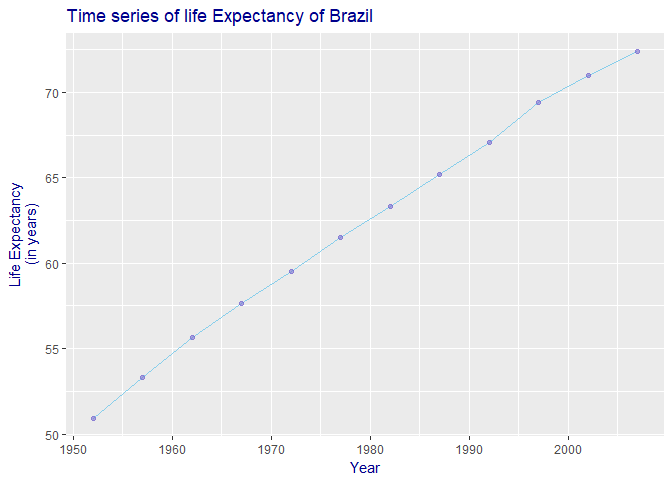 Time series of life Expectancy of Brazil
Life Expectancy
(in years)
70
65
60
55
50
1950 1960 1970 1980 1990 2000
Year